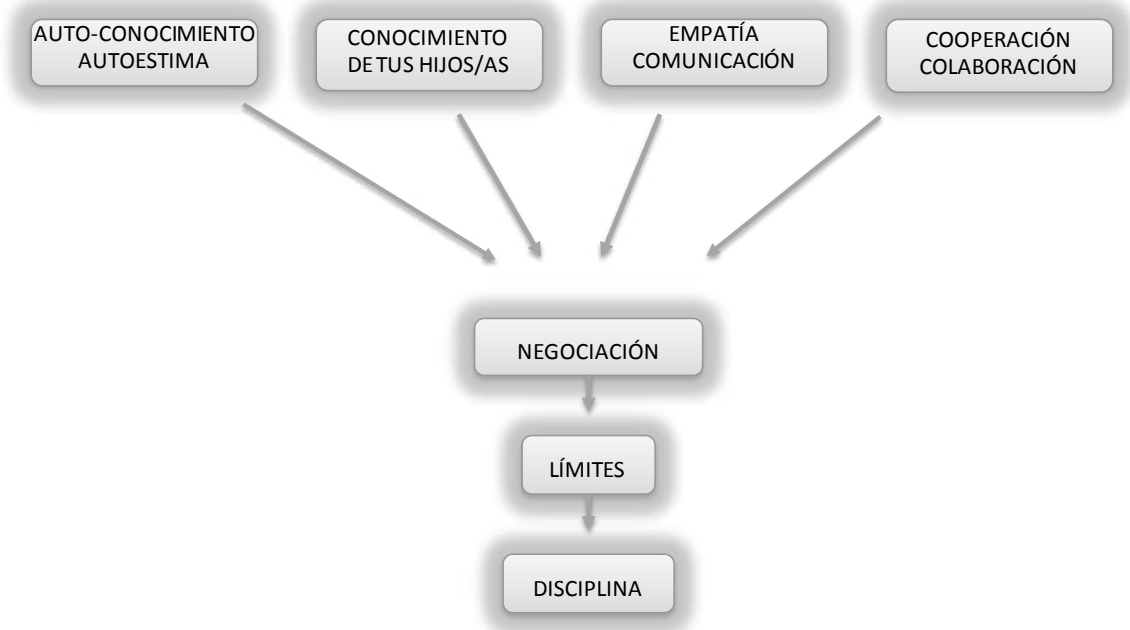 AUTO-CONOCIMIENTO
AUTOESTIMA
CONOCIMIENTO
DE TUS HIJOS/AS
EMPATÍA
COMUNICACIÓN
COOPERACIÓN
COLABORACIÓN
NEGOCIACIÓN
LÍMITES
DISCIPLINA